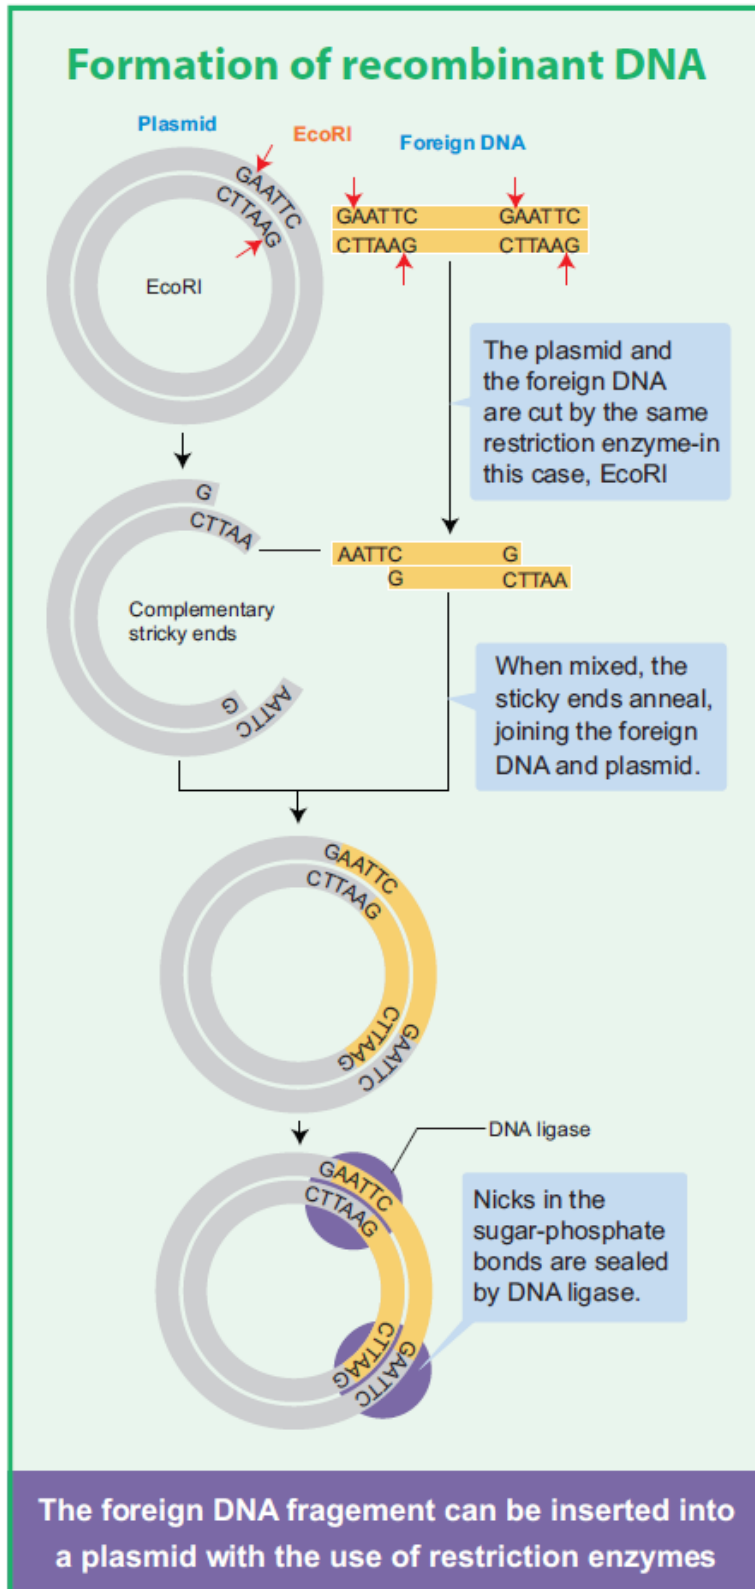 Formation of recombinant DNA
Plasmid
EcoRI
Foreign DNA
GAATTC
CTTAAG
EcoRI
GAATTC
GAATTC
CTTAAG
CTTAAG
The plasmid and
the foreign DNA
are cut by the same
restriction enzyme-in
this case, EcoRI
G
CTTAA
AATTC
G
G
CTTAA
Complementary
stricky ends
G
AATTC
When mixed, the
sticky ends anneal,
joining the foreign
DNA and plasmid.
GAATTC
CTTAAG
CTTAAG
GAATTC
DNA ligase
GAATTC
CTTAAG
CTTAAG
GAATTC
Nicks in the
sugar-phosphate
bonds are sealed
by DNA ligase.
The foreign DNA fragement can be inserted into
a plasmid with the use of restriction enzymes